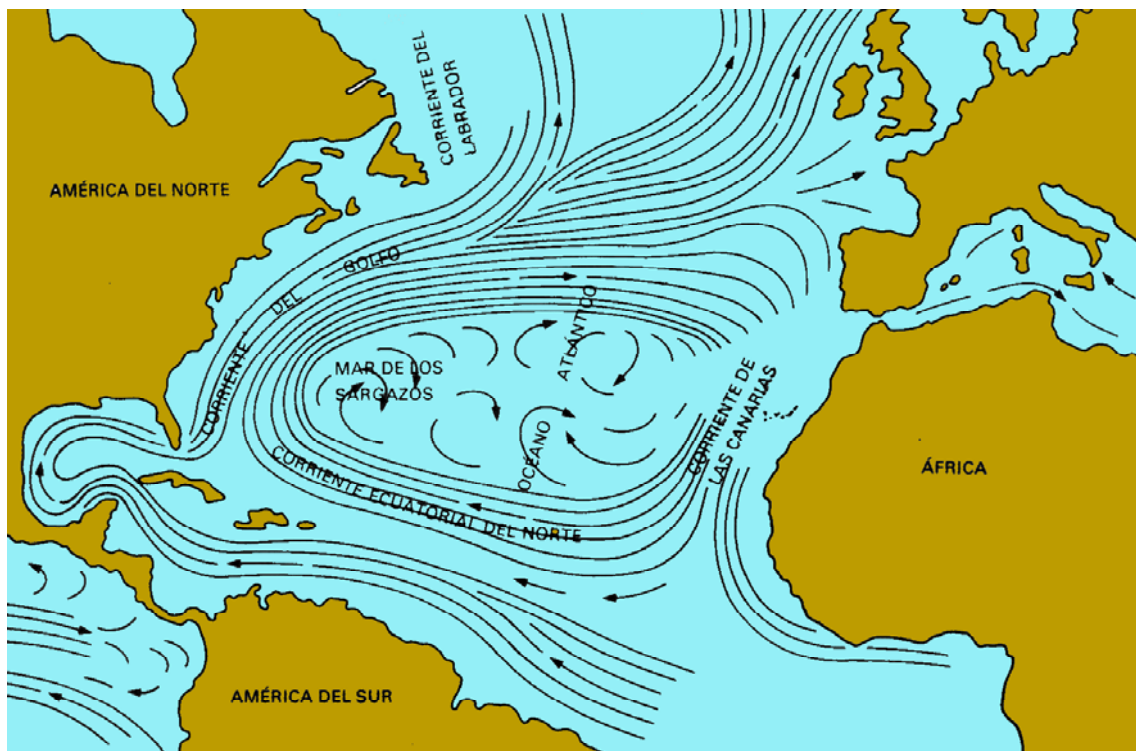 CORRIENTE DEL
LABRADOR
AMÉRICA DEL NORTE
CORRIENTE DEL GOLFO
MAR DE LOS
SARGAZOS
OCÉANO ATLÁNTICO
CORRIENTE DE
LAS CANARIAS
CORRIENTE ECUATORIAL DEL NORTE
ÁFRICA
AMÉRICA DEL SUR